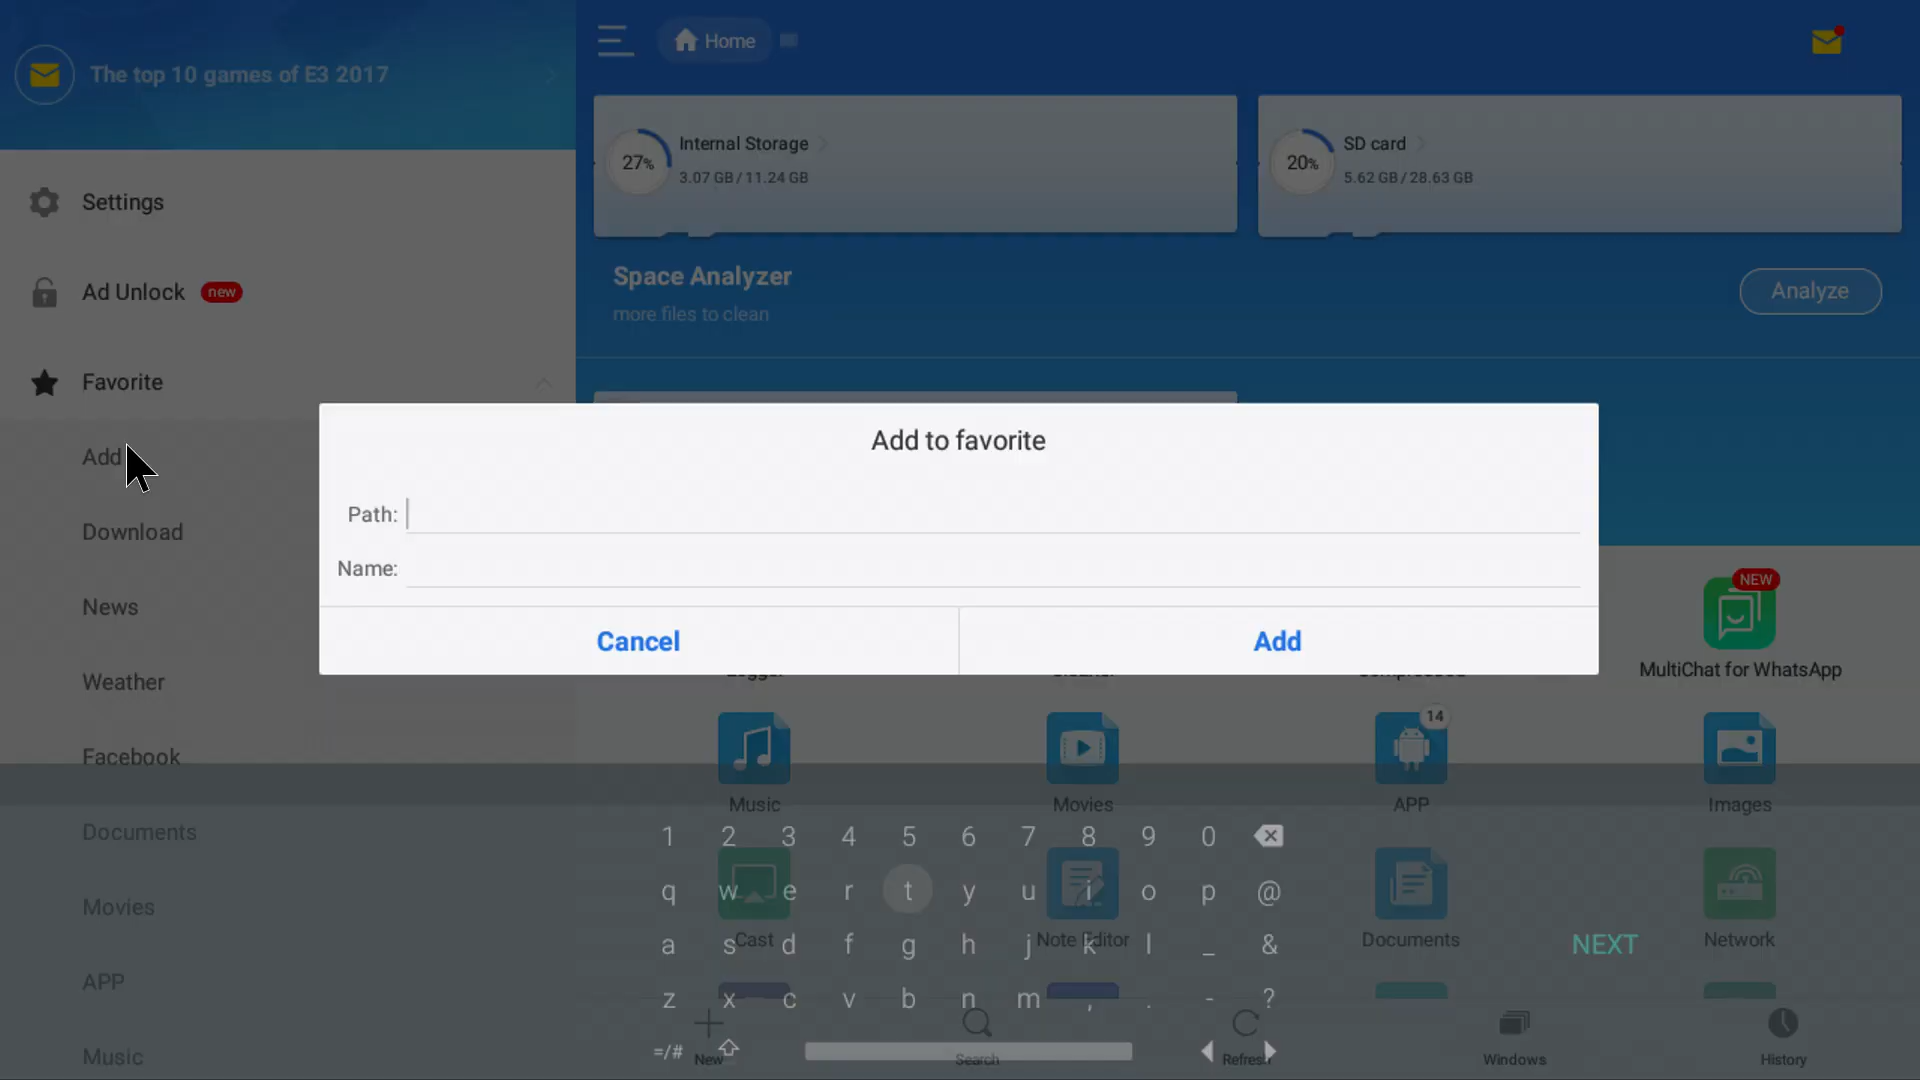 The top 10 games of E3 2017
Home
Settings
Ad Unlock new
Favorite
Add
Download
News
Weather
Facebook
Documents
Movies
APP
Music
27%
Internal Storage
3.07 GB / 11.24 GB
20%
SD card
5.62 GB / 28.63 GB
Space Analyzer
more files to clean
Analyze
Add to favorite
Path:
Name:
Cancel
Add
NEW
MultiChat for WhatsApp
14
Music
Movies
APP
Images
Cast
Note Editor
Documents
Network
1 2 3 4 5 6 7 8 9 0
q w e r t y u i o p @
a s d f g h j k l _ &
z x c v b n m , . - ?
=/#
NEXT
New
Search
Refresh
Windows
History